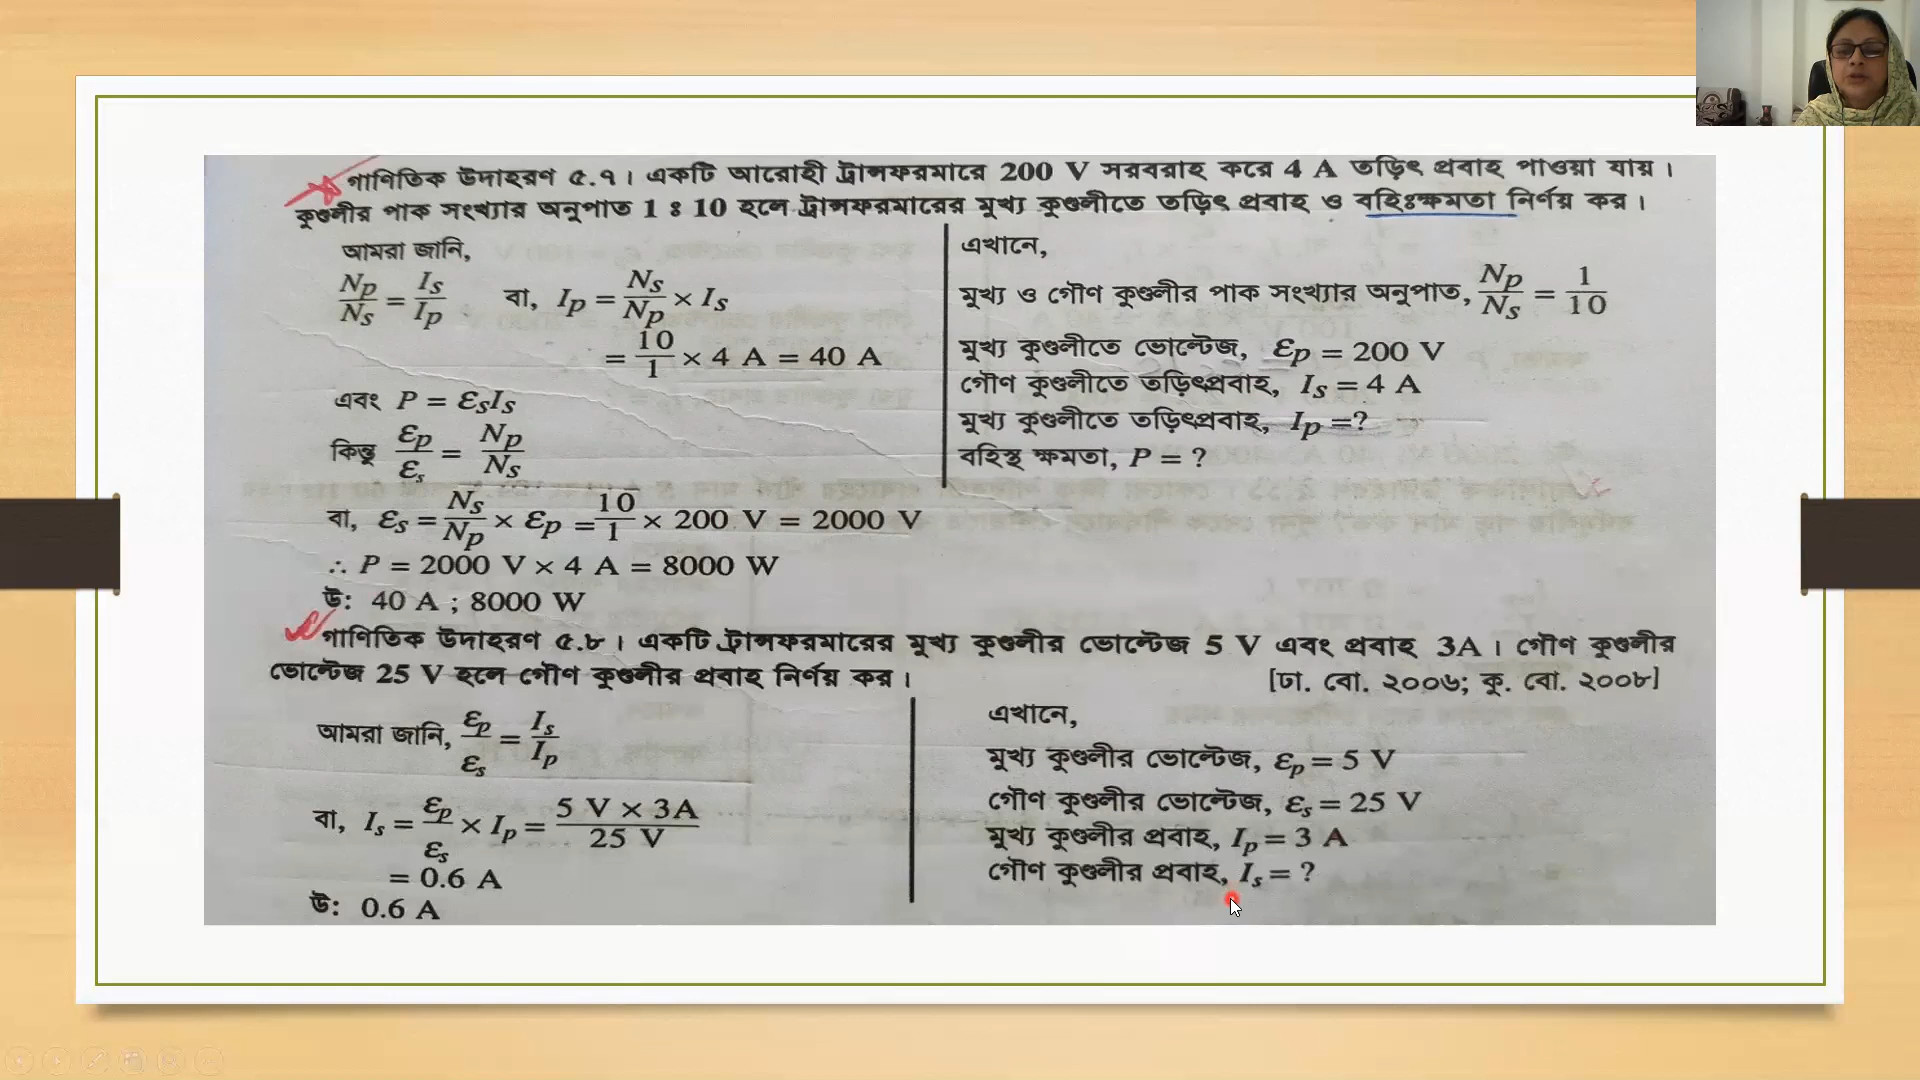 গাণিতিক উদাহরণ ৫.৭। একটি আরোহী ট্রান্সফরমারে 200 V সরবরাহ করে 4 A তড়িৎ প্রবাহ পাওয়া যায়।
কুণ্ডলীর পাক সংখ্যার অনুপাত 1 : 10 হলে ট্রান্সফরমারের মুখ্য কুণ্ডলীতে তড়িৎ প্রবাহ ও বহিঃক্ষমতা নির্ণয় কর।
আমরা জানি,
Np/Ns = Is/Ip বা, Ip = Ns/Np × Is
= 10/1 × 4 A = 40 A
এবং P = εsIs
কিন্তু εp/εs = Np/Ns
বা, εs = Ns/Np × εp = 10/1 × 200 V = 2000 V
∴ P = 2000 V × 4 A = 8000 W
উ: 40 A ; 8000 W
এখানে,
মুখ্য ও গৌণ কুণ্ডলীর পাক সংখ্যার অনুপাত, Np/Ns = 1/10
মুখ্য কুণ্ডলীতে ভোল্টেজ, εp = 200 V
গৌণ কুণ্ডলীতে তড়িৎপ্রবাহ, Is = 4 A
মুখ্য কুণ্ডলীতে তড়িৎপ্রবাহ, Ip = ?
বহিস্থ ক্ষমতা, P = ?
গাণিতিক উদাহরণ ৫.৮। একটি ট্রান্সফরমারের মুখ্য কুণ্ডলীর ভোল্টেজ 5 V এবং প্রবাহ 3A। গৌণ কুণ্ডলীর
ভোল্টেজ 25 V হলে গৌণ কুণ্ডলীর প্রবাহ নির্ণয় কর। [ঢা. বো. ২০০৬; কু. বো. ২০০৮]
আমরা জানি, εp/εs = Is/Ip
বা, Is = εp/εs × Ip = 5 V × 3A/25 V
= 0.6 A
উ: 0.6 A
এখানে,
মুখ্য কুণ্ডলীর ভোল্টেজ, εp = 5 V
গৌণ কুণ্ডলীর ভোল্টেজ, εs = 25 V
মুখ্য কুণ্ডলীর প্রবাহ, Ip = 3 A
গৌণ কুণ্ডলীর প্রবাহ, Is = ?